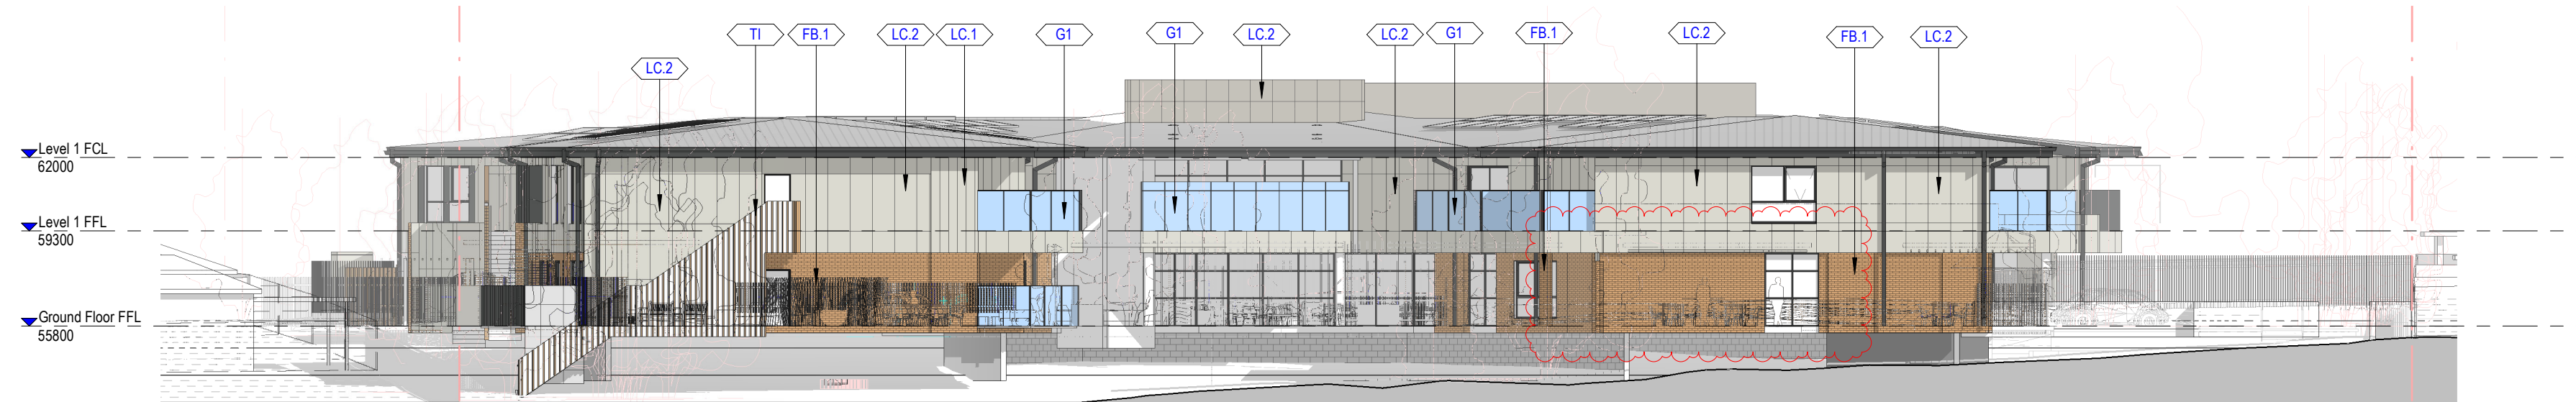 TI
FB.1
LC.2
LC.1
G1
G1
LC.2
LC.2
G1
FB.1
LC.2
FB.1
LC.2
LC.2
Level 1 FCL
62000
Level 1 FFL
59300
Ground Floor FFL
55800